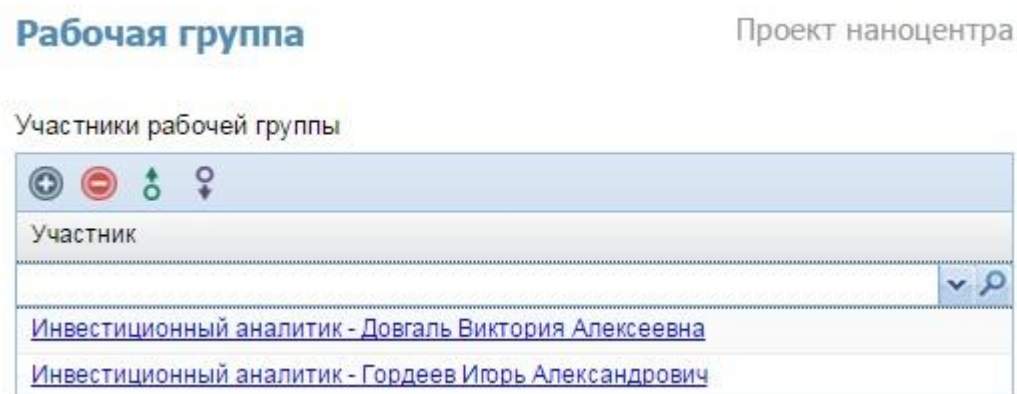 Рабочая группа
Проект наноцентра
Участники рабочей группы
Участник
Инвестиционный аналитик - Довгаль Виктория Алексеевна
Инвестиционный аналитик - Гордеев Игорь Александрович